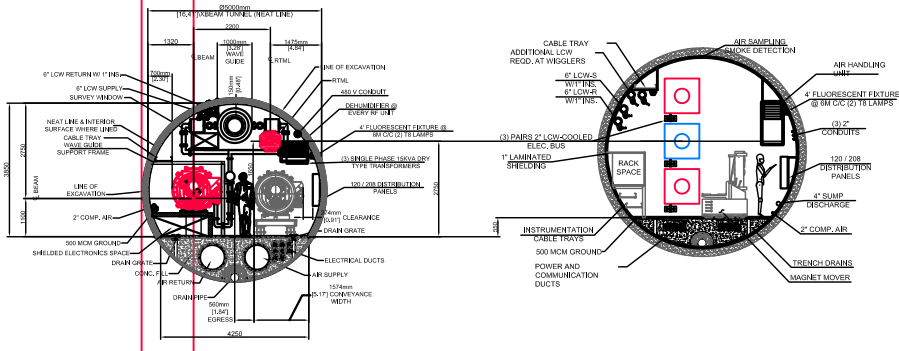 Ø5000mm
[16.41'] XBEAM TUNNEL (NEAT LINE)
2200
1320
1000mm
[3.28']
WAVE
GUIDE
1475mm
[4.84']
BEAM
RTML
700mm
[2.30']
150mm
[0.49']
6" LCW RETURN W/ 1" INS.
6" LCW SUPPLY
SURVEY WINDOW
NEAT LINE & INTERIOR
SURFACE WHERE LINED
CABLE TRAY
WAVE GUIDE
SUPPORT FRAME
LINE OF
EXCAVATION
2" COMP. AIR
500 MCM GROUND
SHIELDED ELECTRONICS SPACE
DRAIN GRATE
CONC. FILL
AIR RETURN
DRAIN PIPE
560mm
[1.84']
EGRESS
4250
3850
2750
1100
BEAM
LINE OF EXCAVATION
RTML
480 V CONDUIT
DEHUMIDIFIER @
EVERY RF UNIT
4' FLUORESCENT FIXTURE @
6M C/C (2) T8 LAMPS
(3) SINGLE PHASE 15KVA DRY
TYPE TRANSFORMERS
120 / 208 DISTRIBUTION
PANELS
2250
[0.91']
CLEARANCE
DRAIN GRATE
ELECTRICAL DUCTS
AIR SUPPLY
1574mm
[5.17'] CONVEYANCE
WIDTH
CABLE TRAY
ADDITIONAL LCW
REQD. AT WIGGLERS
6" LCW-S
W/1" INS.
6" LCW-R
W/1" INS.
(3) PAIRS 2" LCW-COOLED
ELEC. BUS
1" LAMINATED
SHIELDING
RACK
SPACE
550
INSTRUMENTATION
CABLE TRAYS
500 MCM GROUND
POWER AND
COMMUNICATION
DUCTS
AIR SAMPLING
SMOKE DETECTION
AIR HANDLING
UNIT
4' FLUORESCENT FIXTURE
@ 6M C/C (2) T8 LAMPS
(3) 2"
CONDUITS
120 / 208
DISTRIBUTION
PANELS
4" SUMP
DISCHARGE
2" COMP. AIR
TRENCH DRAINS
MAGNET MOVER